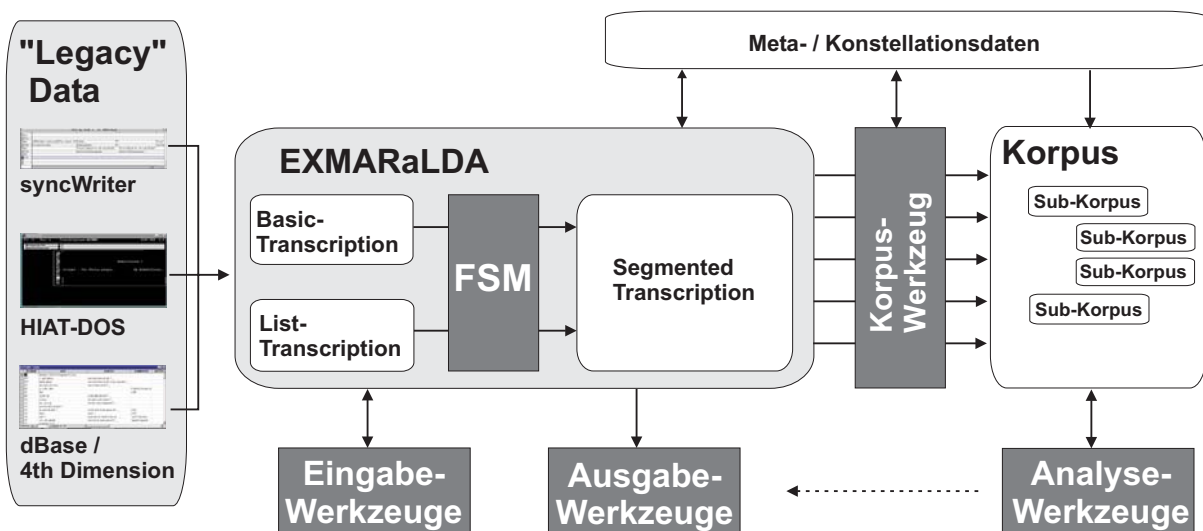 "Legacy"
Data
syncWriter
HIAT-DOS
dBase /
4th Dimension
Meta- / Konstellationsdaten
EXMARaLDA
Basic-
Transcription
List-
Transcription
FSM
Segmented
Transcription
Korpus-
Werkzeug
Korpus
Sub-Korpus
Sub-Korpus
Sub-Korpus
Sub-Korpus
Eingabe-
Werkzeuge
Ausgabe-
Werkzeuge
Analyse-
Werkzeuge